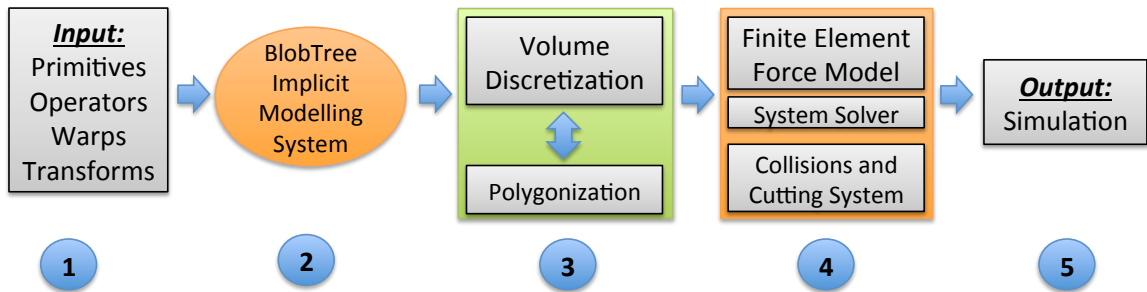 Input:
Primitives
Operators
Warps
Transforms
BlobTree
Implicit
Modelling
System
Volume
Discretization
Polygonization
Finite Element
Force Model
System Solver
Collisions and
Cutting System
Output:
Simulation
1
2
3
4
5